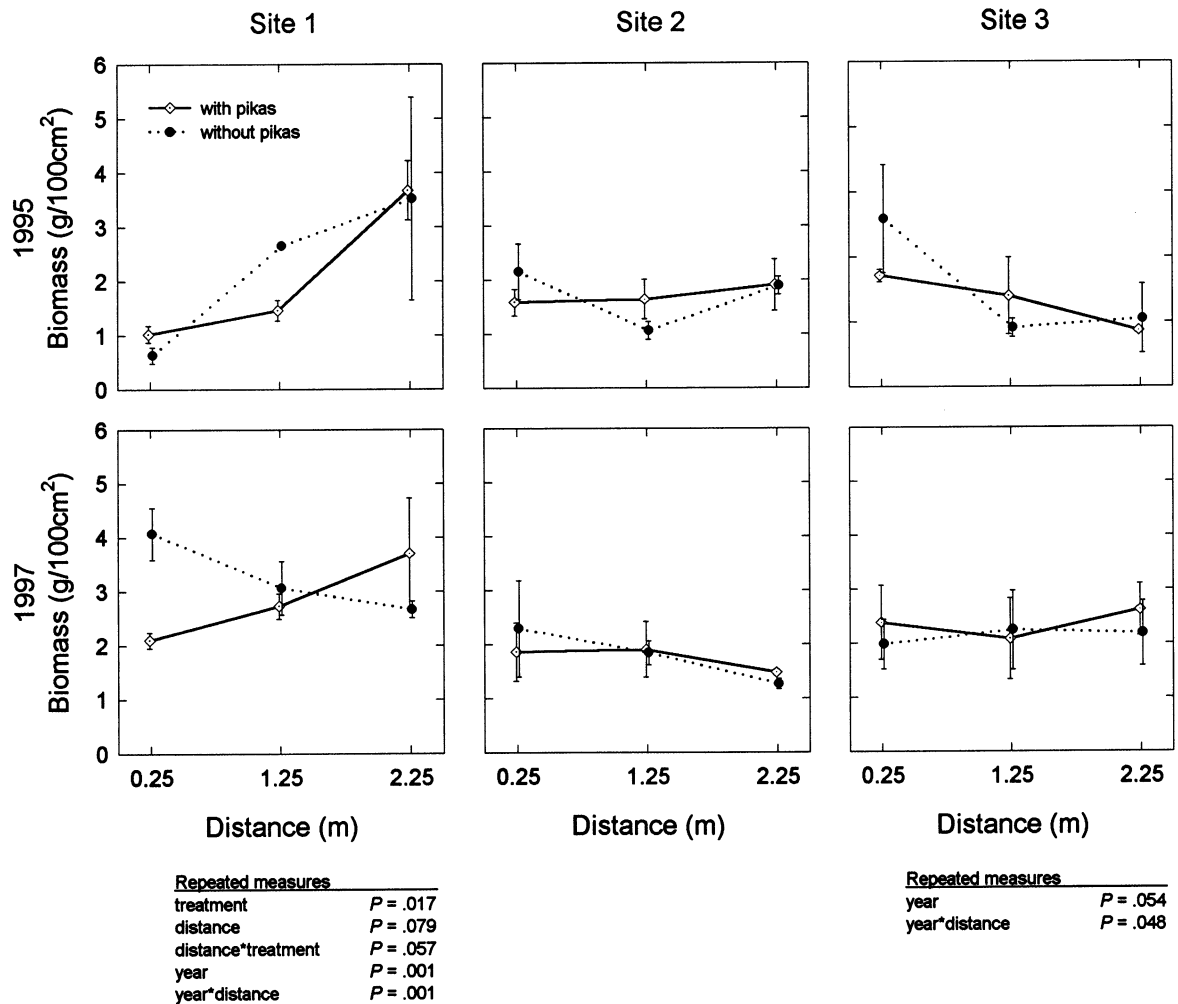 Site 1
Site 2
Site 3
1995
Biomass (g/100cm²)
6
5
4
3
2
1
0
with pikas
without pikas
1997
Biomass (g/100cm²)
6
5
4
3
2
1
0
0.25 1.25 2.25
0.25 1.25 2.25
0.25 1.25 2.25
Distance (m)
Distance (m)
Distance (m)
Repeated measures
treatment P = .017
distance P = .079
distance*treatment P = .057
year P = .001
year*distance P = .001
Repeated measures
year P = .054
year*distance P = .048